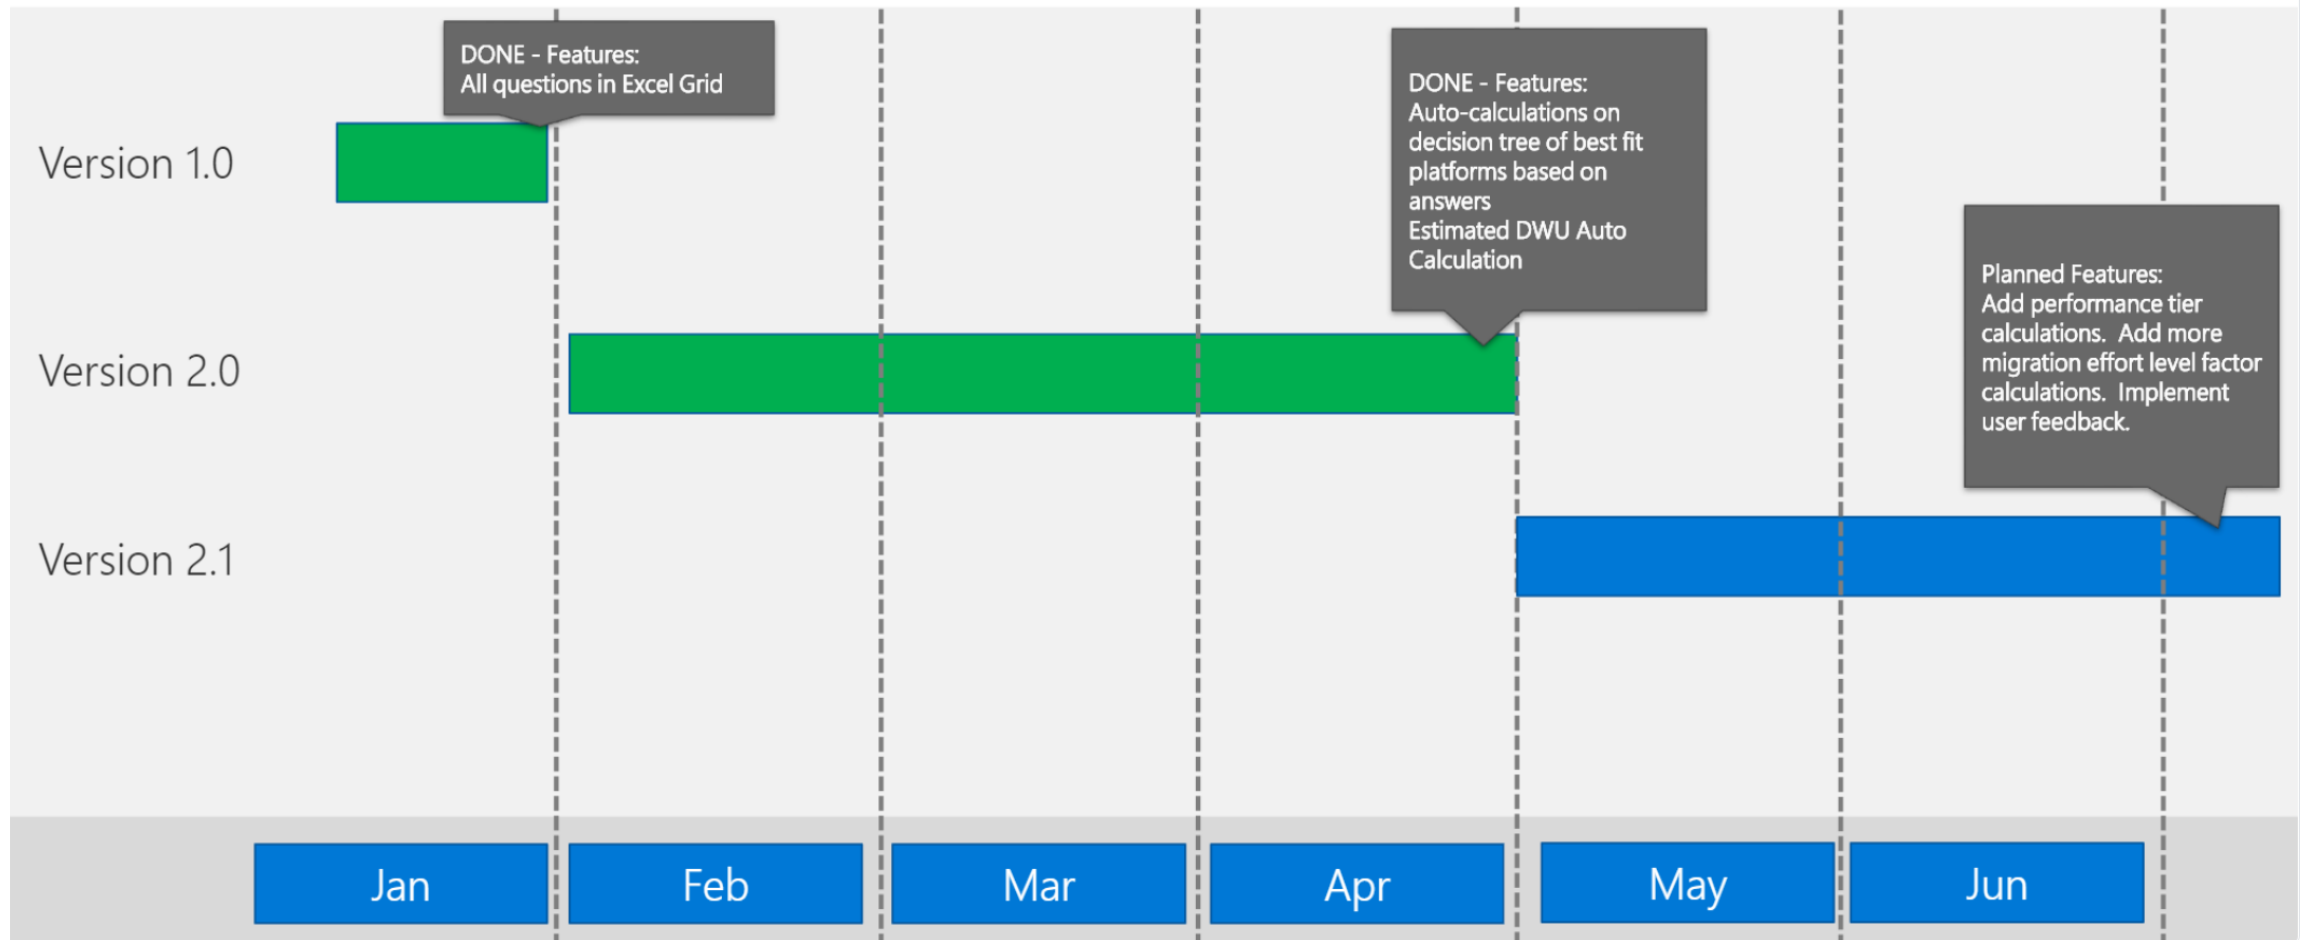 DONE - Features:
All questions in Excel Grid
DONE - Features:
Auto-calculations on
decision tree of best fit
platforms based on
answers
Estimated DWU Auto
Calculation
Version 1.0
Planned Features:
Add performance tier
calculations.  Add more
migration effort level factor
calculations.  Implement
user feedback.
Version 2.0
Version 2.1
Jan
Feb
Mar
Apr
May
Jun